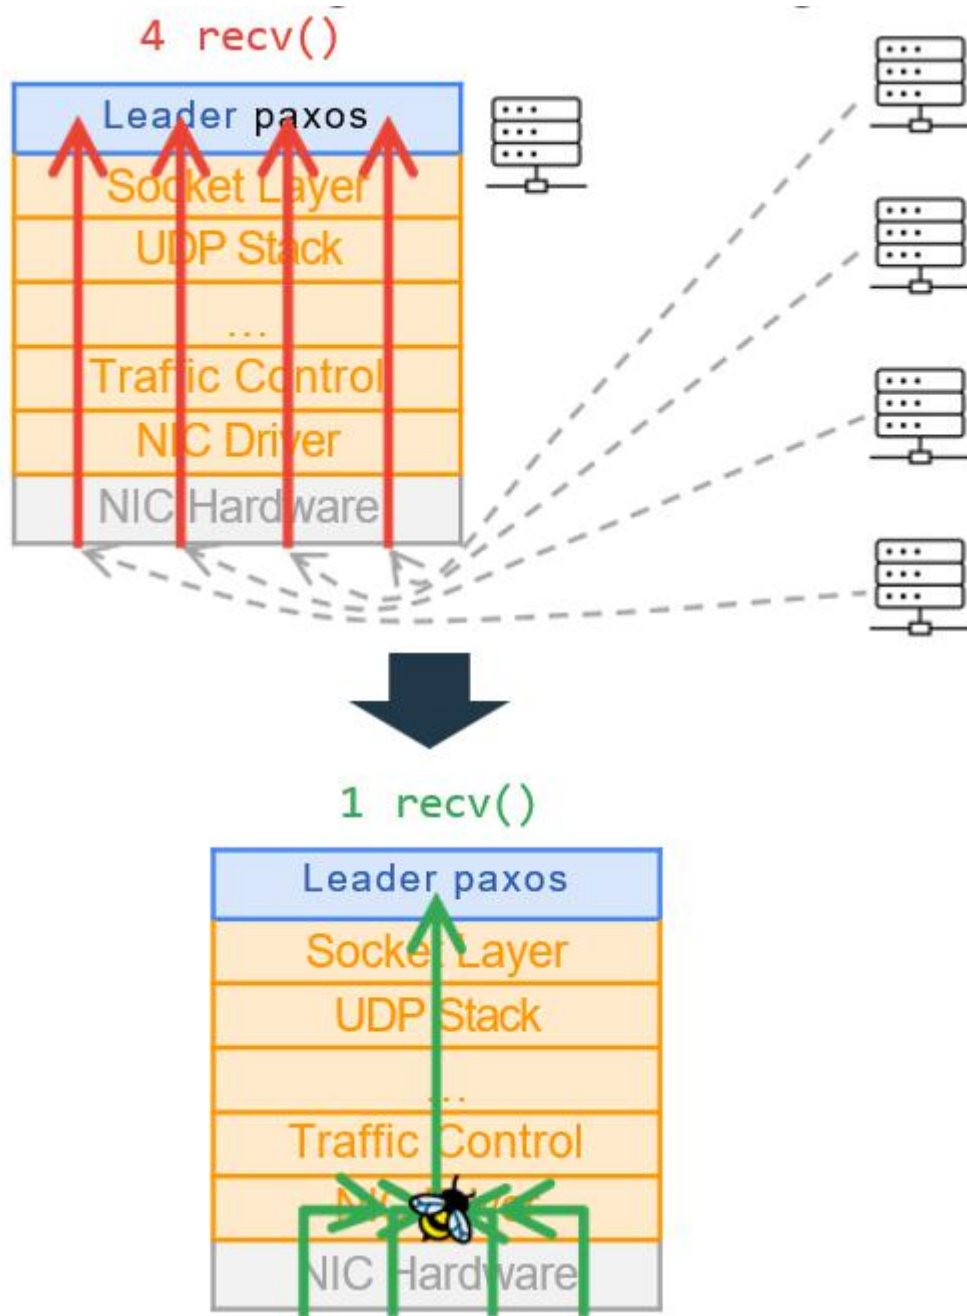 4 recv()
Leader paxos
Socket Layer
UDP Stack
...
Traffic Control
NIC Driver
NIC Hardware
1 recv()
Leader paxos
Socket Layer
UDP Stack
...
Traffic Control
NIC Hardware